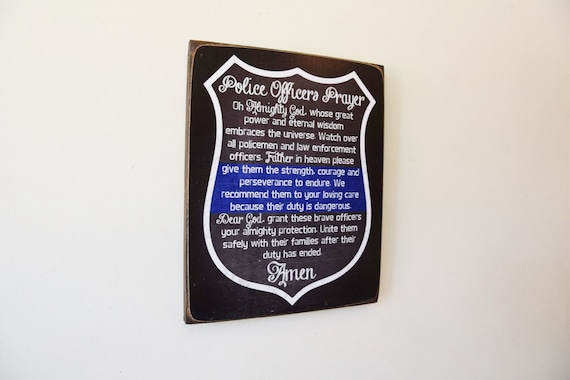 Police Officers Prayer
Oh Almighty God, whose great
power and eternal wisdom
embraces the universe. Watch over
all policemen and law enforcement
officers. Father in heaven please
give them the strength, courage and
perseverance to endure. We
recommend them to your loving care
because their duty is dangerous.
Dear God, grant these brave officers
your almighty protection. Unite them
safely with their families after their
duty has ended.
Amen